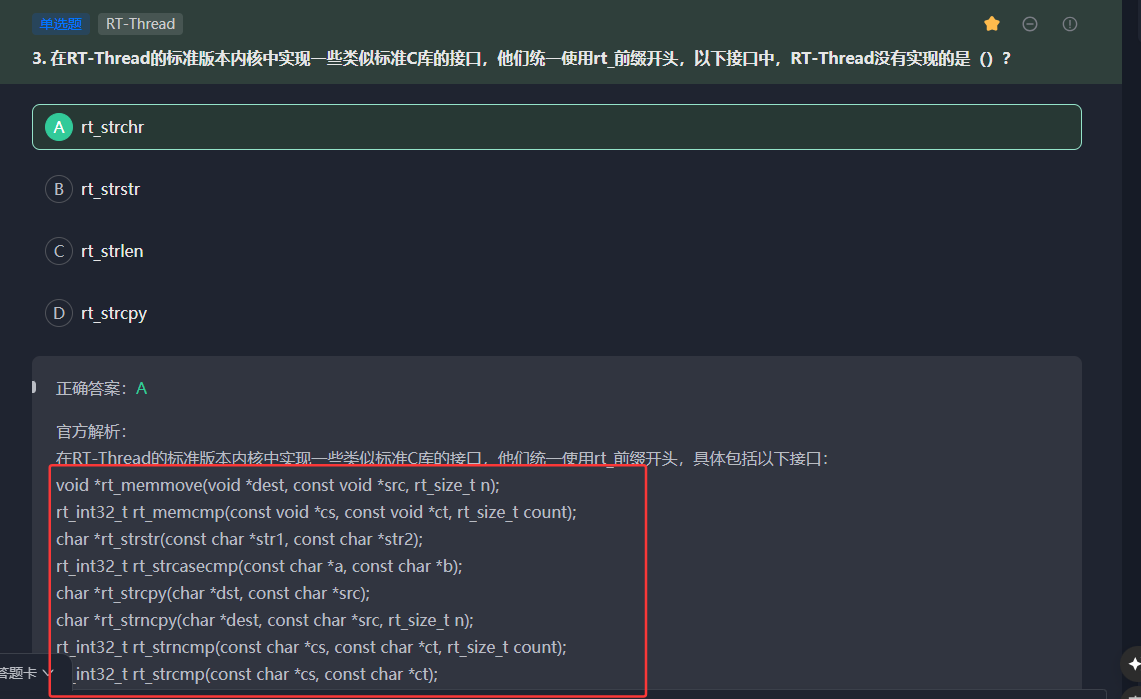 单选题 RT-Thread
3. 在RT-Thread的标准版本内核中实现一些类似标准C库的接口，他们统一使用rt_前缀开头，以下接口中，RT-Thread没有实现的是（）？
A rt_strchr
B rt_strstr
C rt_strlen
D rt_strcpy
正确答案：A
官方解析：
在RT-Thread的标准版本内核中实现一些类似标准C库的接口，他们统一使用rt_前缀开头，具体包括以下接口：
void *rt_memmove(void *dest, const void *src, rt_size_t n);
rt_int32_t rt_memcmp(const void *cs, const void *ct, rt_size_t count);
char *rt_strstr(const char *str1, const char *str2);
rt_int32_t rt_strcasecmp(const char *a, const char *b);
char *rt_strcpy(char *dst, const char *src);
char *rt_strncpy(char *dest, const char *src, rt_size_t n);
rt_int32_t rt_strncmp(const char *cs, const char *ct, rt_size_t count);
_int32_t rt_strcmp(const char *cs, const char *ct);
答题卡